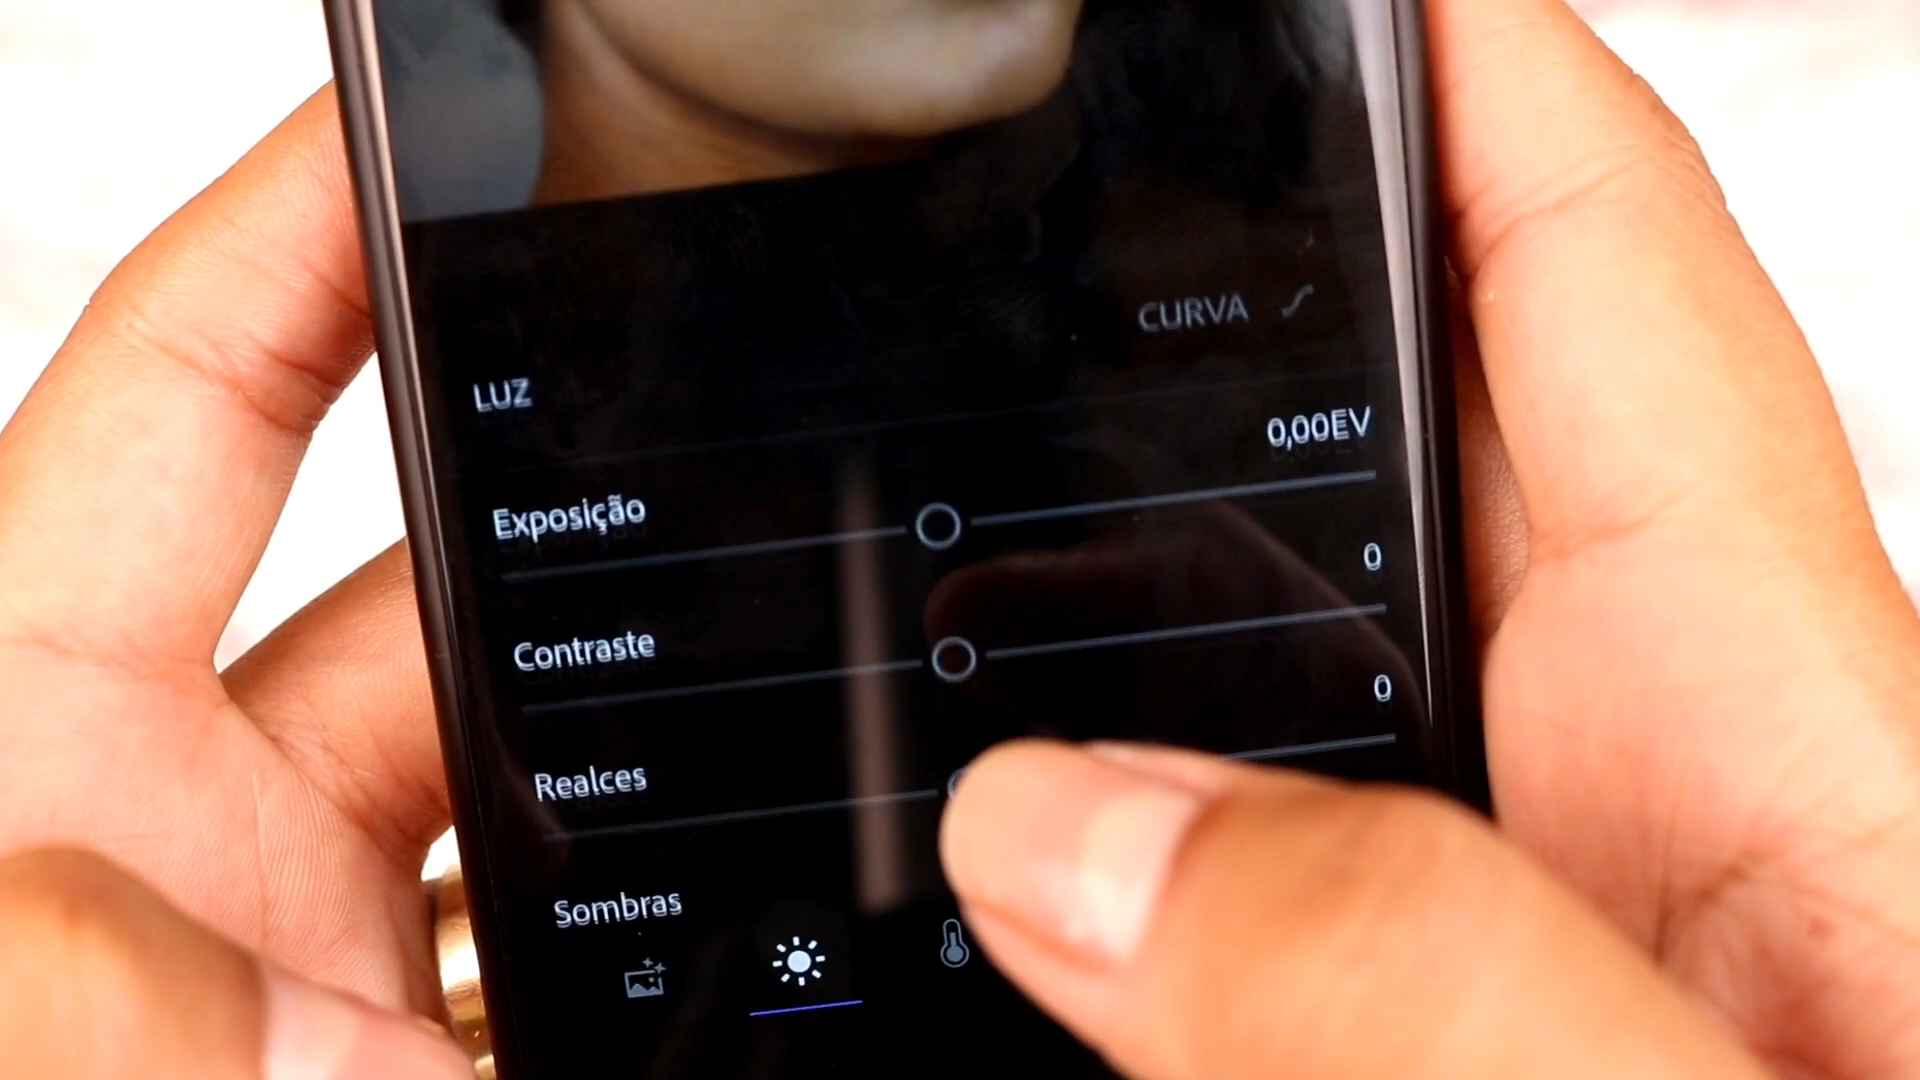 CURVA
LUZ
0,00EV
Exposição
0
Contraste
0
Realces
Sombras